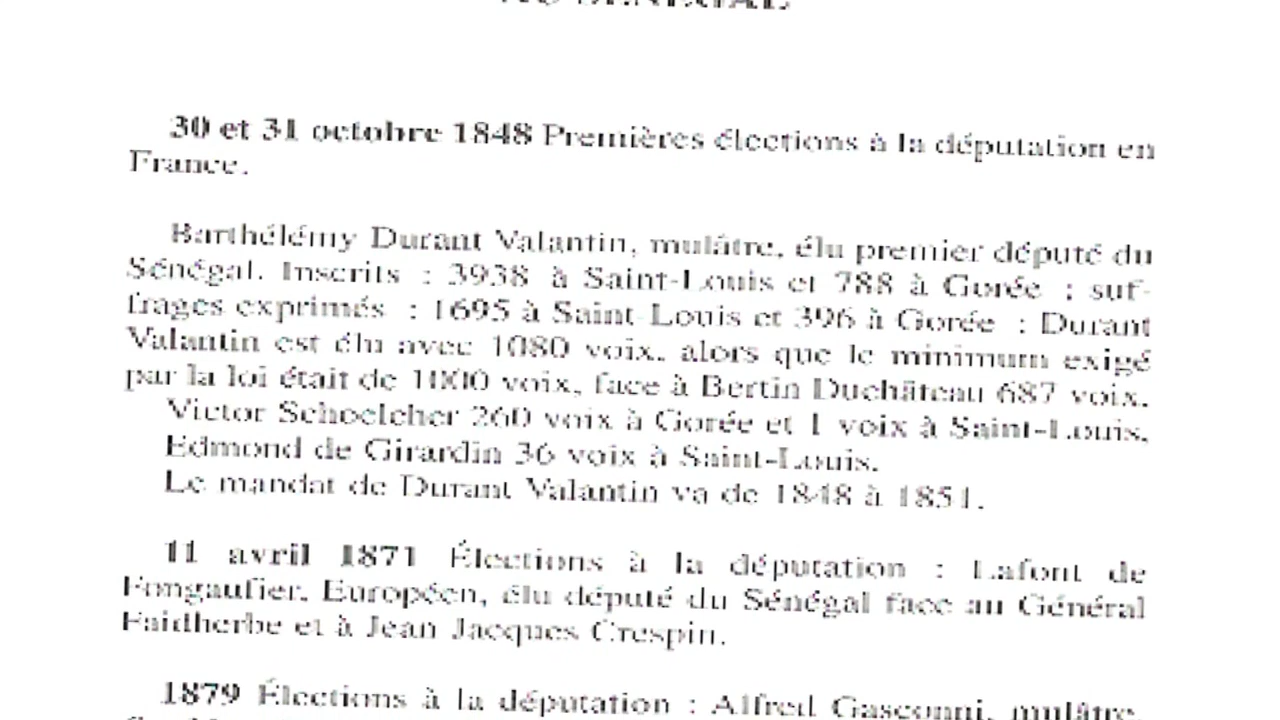 AU SÉNÉGAL
30 et 31 octobre 1848 Premières élections à la députation en
France.
Barthélémy Durant Valantin, mulâtre, élu premier député du
Sénégal. Inscrits : 3938 à Saint-Louis et 788 à Gorée ; suf-
frages exprimés : 1695 à Saint-Louis et 396 à Gorée : Durant
Valantin est élu avec 1080 voix, alors que le minimum exigé
par la loi était de 1000 voix, face à Bertin Duchâteau 687 voix.
Victor Schoelcher 260 voix à Gorée et 1 voix à Saint-Louis.
Edmond de Girardin 36 voix à Saint-Louis.
Le mandat de Durant Valantin va de 1848 à 1851.
11 avril 1871 Élections à la députation : Lafont de
Fongaufier, Européen, élu député du Sénégal face au Général
Faidherbe et à Jean Jacques Crespin.
1879 Élections à la députation : Alfred Gasconni, mulâtre,